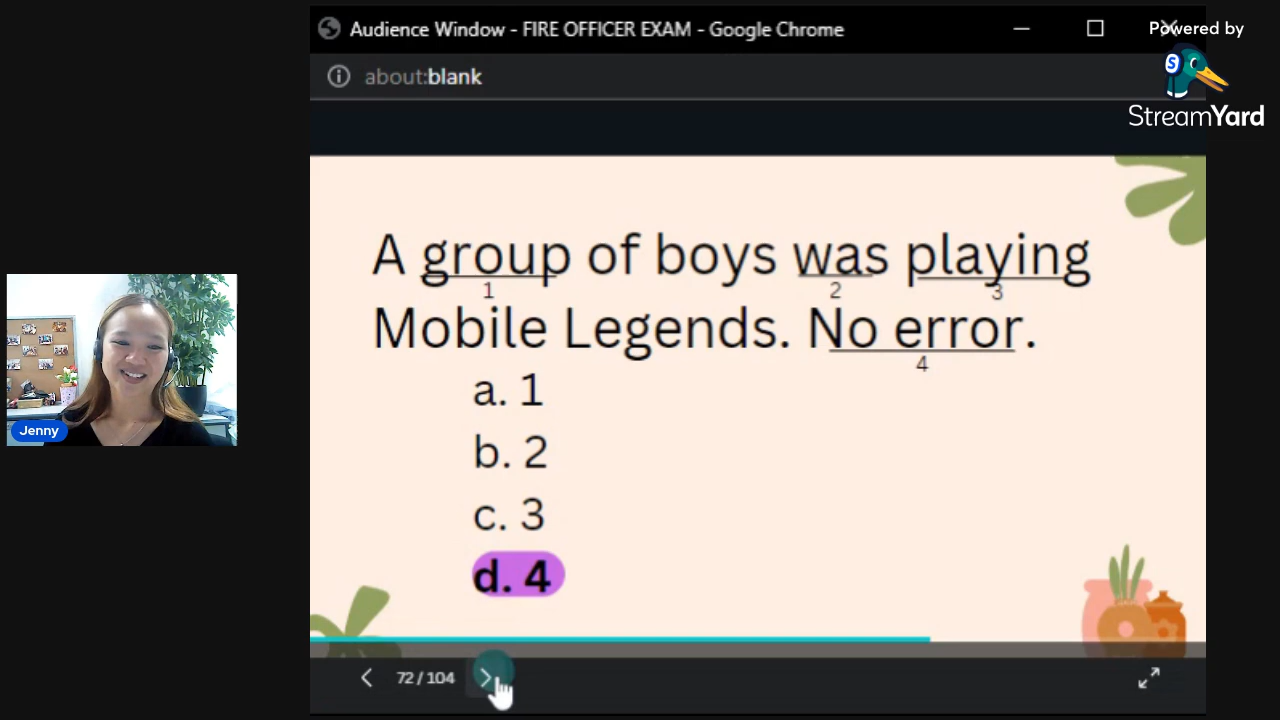 Audience Window - FIRE OFFICER EXAM - Google Chrome
Powered by
about:blank
S
StreamYard
A group of boys was playing
1 2 3
Mobile Legends. No error.
4
a. 1
b. 2
c. 3
d. 4
Jenny
72 / 104